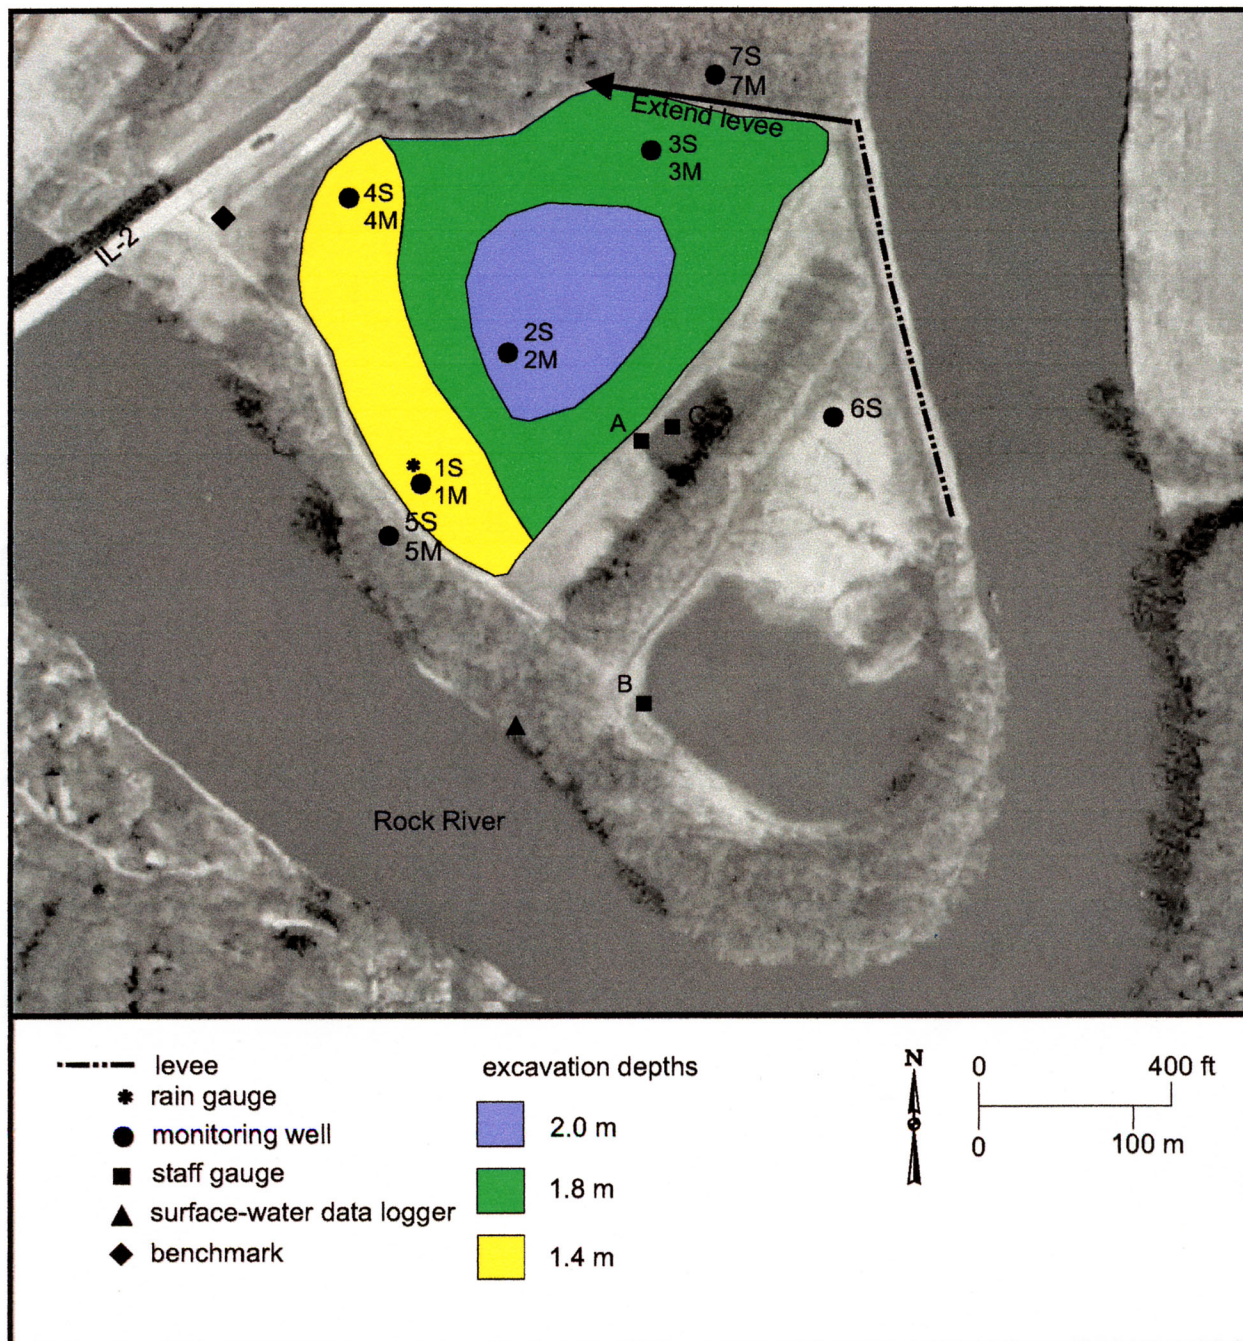 7S
7M
Extend levee
3S
3M
4S
4M
IL-2
2S
2M
A
C
6S
1S
1M
5S
5M
B
Rock River
levee
rain gauge
monitoring well
staff gauge
surface-water data logger
benchmark
excavation depths
2.0 m
1.8 m
1.4 m
N
0 400 ft
0 100 m